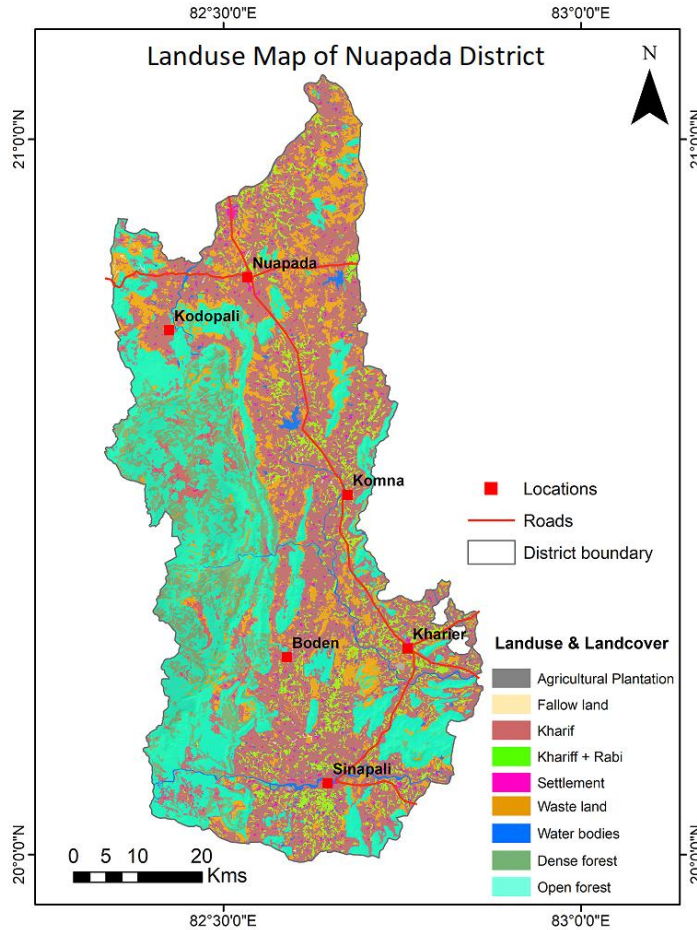 82°30'0"E
83°0'0"E
Landuse Map of Nuapada District
N
21°0'0"N
21°0'0"N
Nuapada
Kodopali
Komna
Locations
Roads
District boundary
Kharier
Boden
Landuse & Landcover
Agricultural Plantation
Fallow land
Kharif
Khariff + Rabi
Settlement
Waste land
Water bodies
Dense forest
Open forest
Sinapali
0 5 10 20
Kms
20°0'0"N
20°0'0"N
82°30'0"E
83°0'0"E